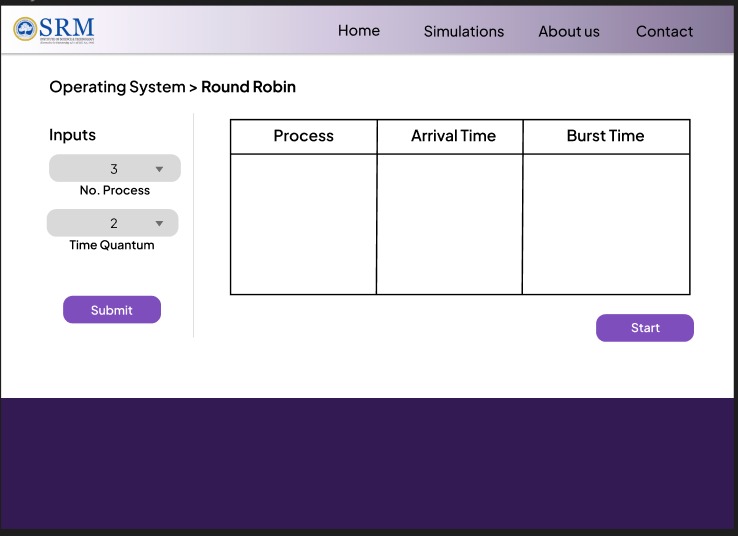 SRM
Home Simulations About us Contact
Operating System > Round Robin
Inputs
3
No. Process
2
Time Quantum
Submit
Process Arrival Time Burst Time
Start